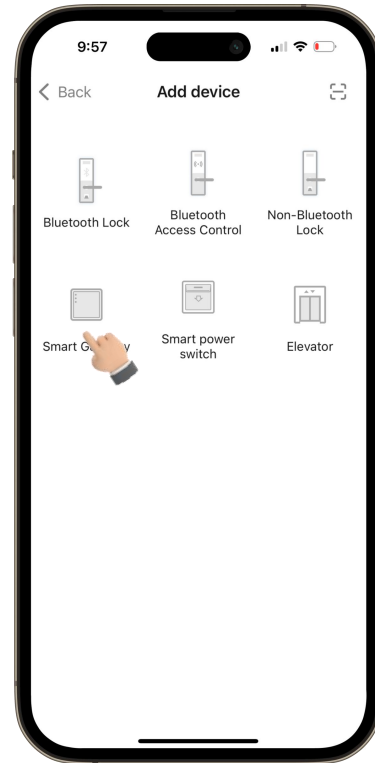 9:57
Back
Add device
Bluetooth Lock
Bluetooth
Access Control
Non-Bluetooth
Lock
Smart G
y
Smart power
switch
Elevator